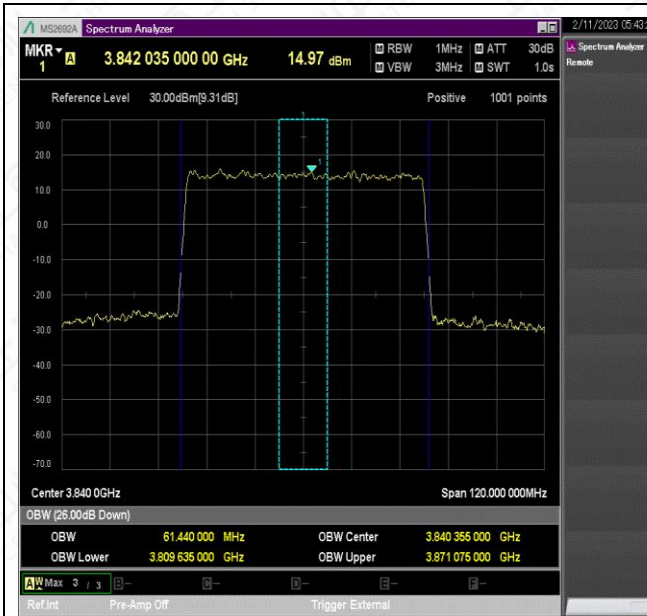 MS2692A Spectrum Analyzer
2/11/2023 05:43:
MKR 1 A 3.842 035 000 00 GHz 14.97 dBm
M RBW 1MHz M ATT 30dB
M VBW 3MHz M SWT 1.0s
Spectrum Analyzer
Remote
Reference Level 30.00dBm[9.31dB] Positive 1001 points
1
30.0
20.0
1
10.0
0.0
-10.0
-20.0
-30.0
-40.0
-50.0
-60.0
-70.0
Center 3.840 0GHz Span 120.000 000MHz
OBW (26.00dB Down)
OBW 61.440 000 MHz OBW Center 3.840 355 000 GHz
OBW Lower 3.809 635 000 GHz OBW Upper 3.871 075 000 GHz
A W Max 3 / 3 B- C- D- E- F-
Ref.Int Pre-Amp Off Trigger External